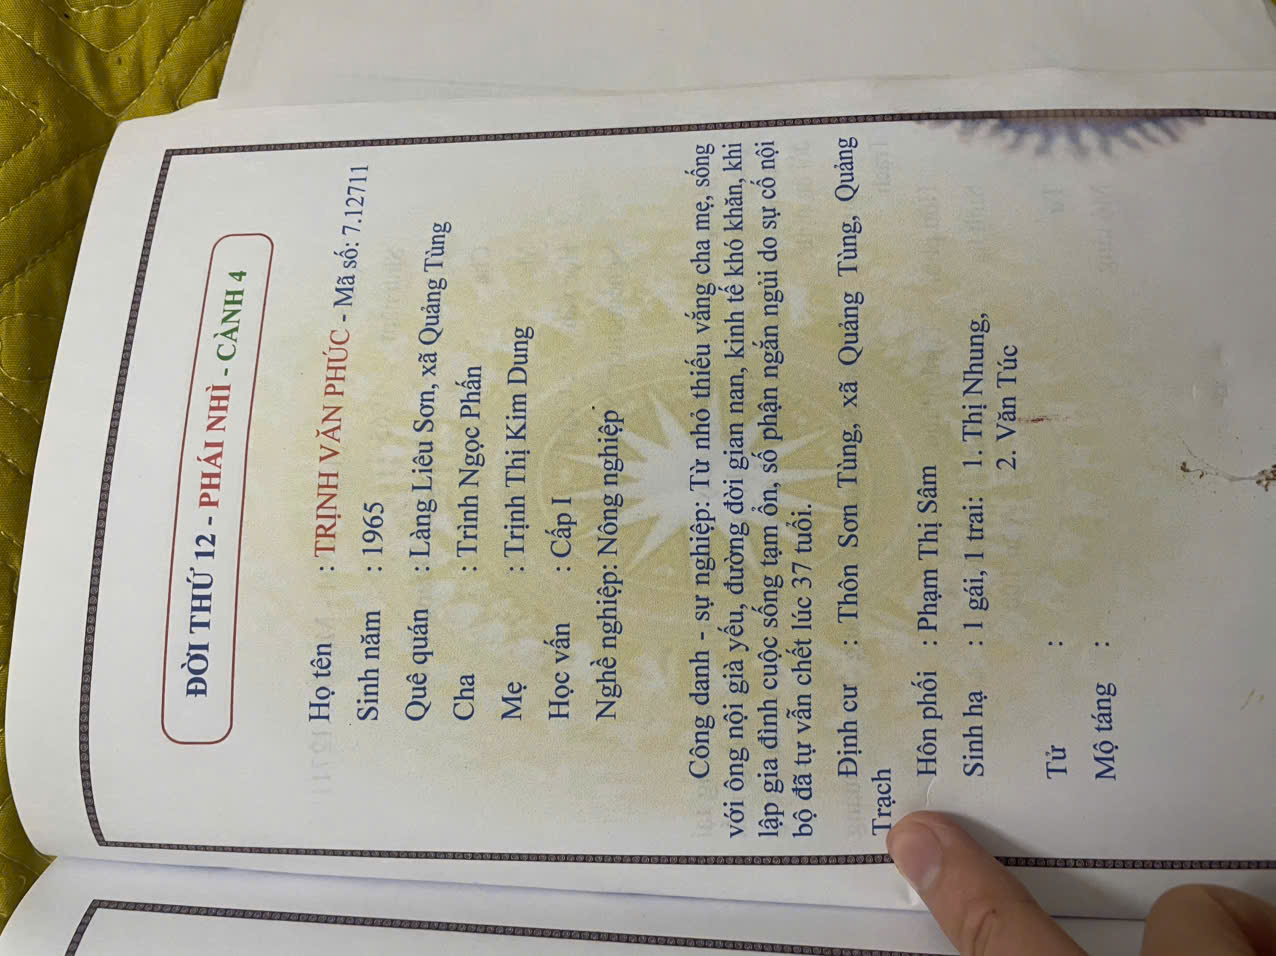 ĐỜI THỨ 12 - PHÁI NHÌ - CÀNH 4
Họ tên : TRỊNH VĂN PHÚC - Mã số: 7.12711
Sinh năm : 1965
Quê quán : Làng Liêu Sơn, xã Quảng Tùng
Cha : Trình Ngọc Phấn
Mẹ : Trịnh Thị Kim Dung
Học vấn : Cấp I
Nghề nghiệp: Nông nghiệp
Công danh - sự nghiệp: Từ nhỏ thiếu vắng cha mẹ, sống
với ông nội già yếu, đường đời gian nan, kinh tế khó khăn, khi
lập gia đình cuộc sống tạm ổn, số phận ngắn ngủi do sự cố nội
bộ đã tự vẫn chết lúc 37 tuổi.
Định cư : Thôn Sơn Tùng, xã Quảng Tùng, Quảng
Trạch
Hôn phối : Phạm Thị Sâm
Sinh hạ : 1 gái, 1 trai: 1. Thị Nhung,
2. Văn Túc
Tử :
Mộ táng :